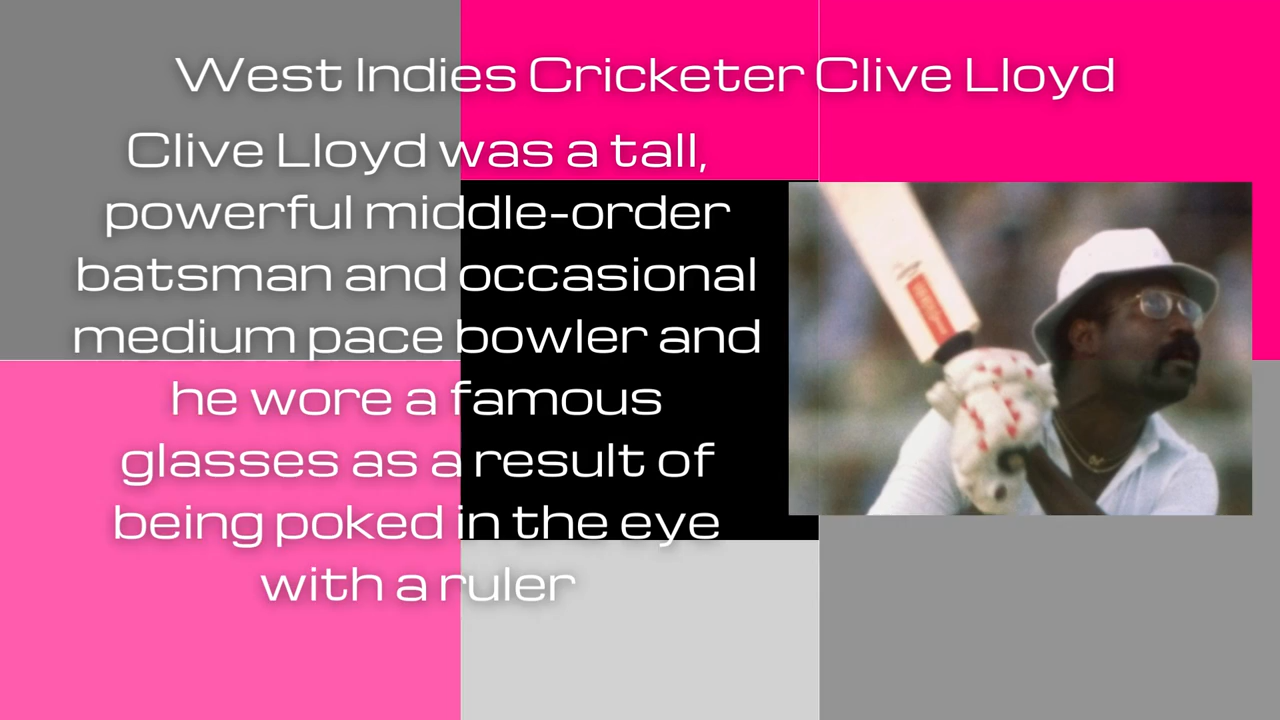 West Indies Cricketer Clive Lloyd
Clive Lloyd was a tall,
powerful middle-order
batsman and occasional
medium pace bowler and
he wore a famous
glasses as a result of
being poked in the eye
with a ruler